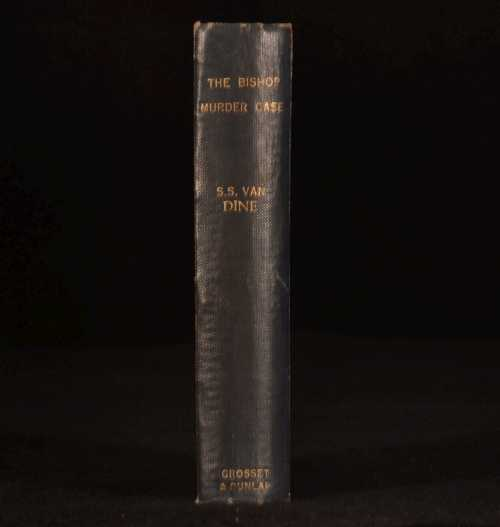 THE BISHOP
MURDER CASE
S.S. VAN
DINE
GROSSET
& DUNLAP